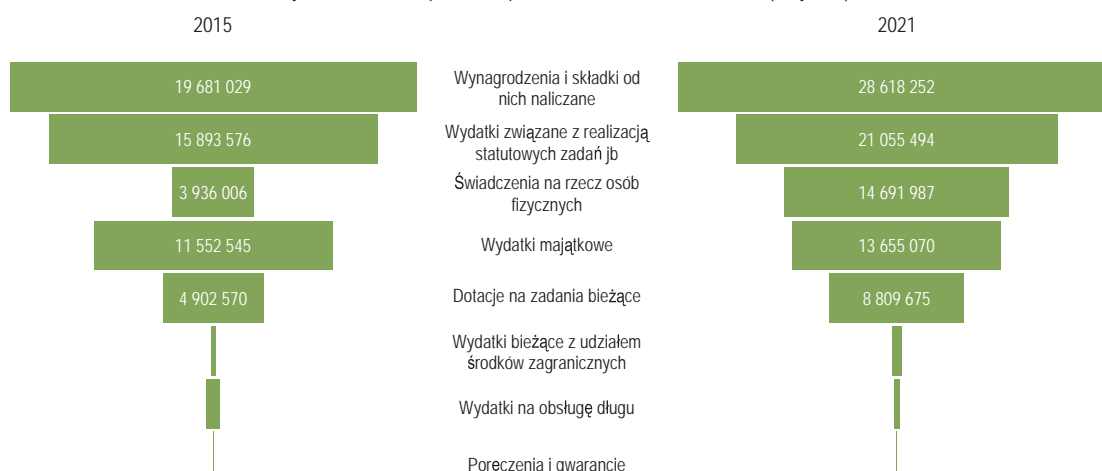 2015
2021
19 681 029
Wynagrodzenia i składki od
nich naliczane
28 618 252
15 893 576
Wydatki związane z realizacją
statutowych zadań jb
21 055 494
3 936 006
Świadczenia na rzecz osób
fizycznych
14 691 987
11 552 545
Wydatki majątkowe
13 655 070
4 902 570
Dotacje na zadania bieżące
8 809 675
Wydatki bieżące z udziałem
środków zagranicznych
Wydatki na obsługę długu
Poręczenia i gwarancje